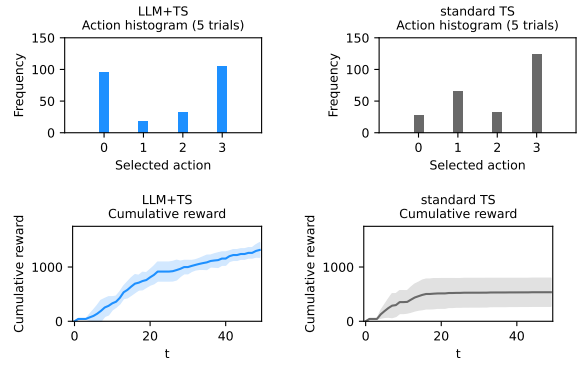 LLM+TS
Action histogram (5 trials)
150
100
50
0
Frequency
0 1 2 3
Selected action
standard TS
Action histogram (5 trials)
150
100
50
0
Frequency
0 1 2 3
Selected action
LLM+TS
Cumulative reward
1000
0
Cumulative reward
0 20 40
t
standard TS
Cumulative reward
1000
0
Cumulative reward
0 20 40
t